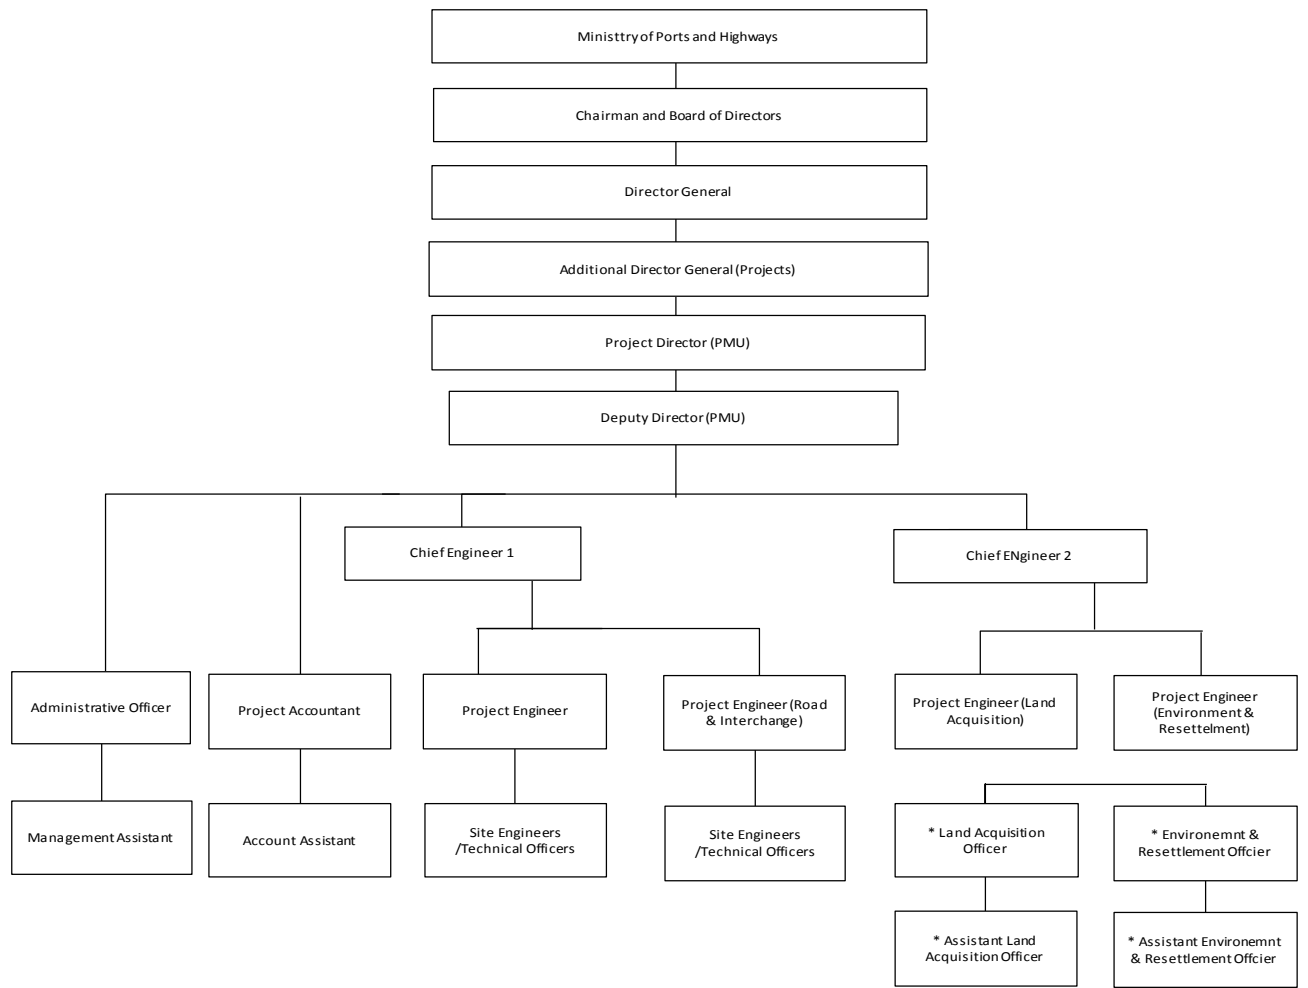 Ministtry of Ports and Highways
Chairman and Board of Directors
Director General
Additional Director General (Projects)
Project Director (PMU)
Deputy Director (PMU)
Chief Engineer 1
Chief ENgineer 2
Administrative Officer
Project Accountant
Project Engineer
Project Engineer (Road
& Interchange)
Project Engineer (Land
Acquisition)
Project Engineer
(Environment &
Resettelment)
Management Assistant
Account Assistant
Site Engineers
/Technical Officers
Site Engineers
/Technical Officers
* Land Acquisition
Officer
* Environemnt &
Resettlement Offcier
* Assistant Land
Acquisition Officer
* Assistant Environemnt
& Resettlement Offcier